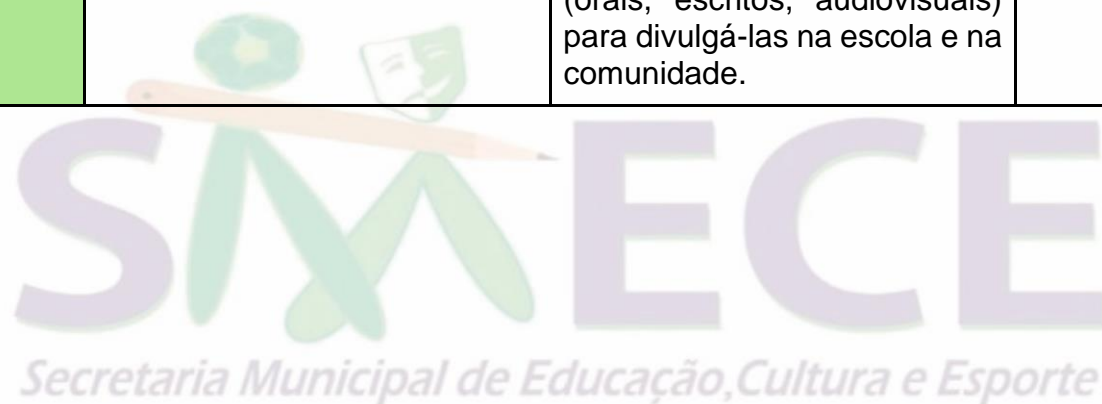 (orais, escritos, audiovisuais)
para divulgá-las na escola e na
comunidade.
SMECE
Secretaria Municipal de Educação,Cultura e Esporte